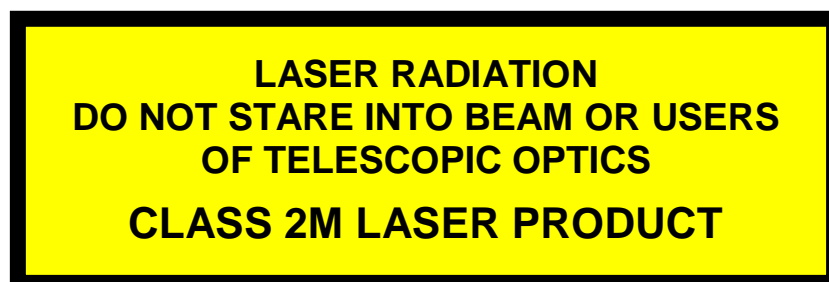 LASER RADIATION
DO NOT STARE INTO BEAM OR USERS
OF TELESCOPIC OPTICS
CLASS 2M LASER PRODUCT